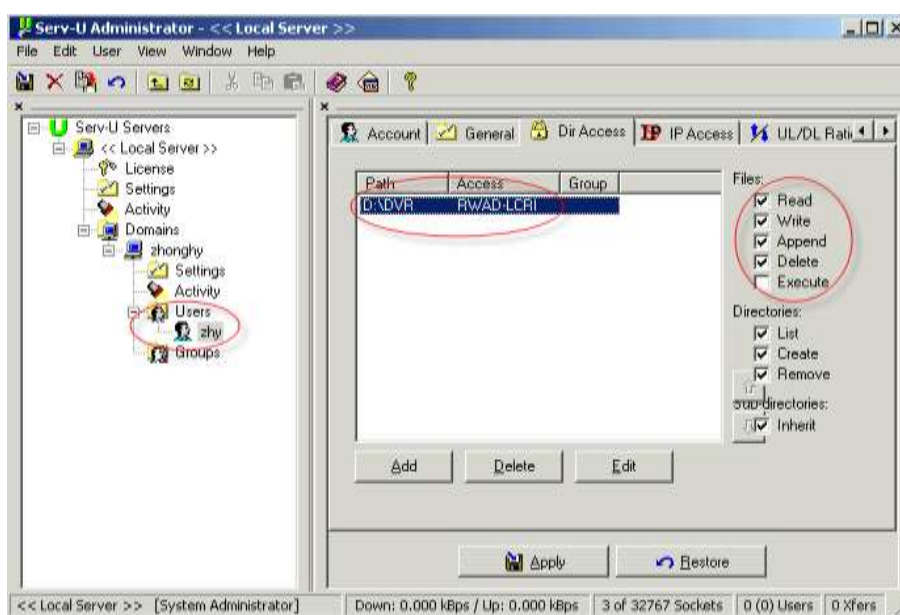 Serv-U Administrator - << Local Server >>
File Edit User View Window Help
Serv-U Servers
<< Local Server >>
License
Settings
Activity
Domains
zhonghy
Settings
Activity
Users
zhy
Groups
Account General Dir Access IP Access UL/DL Rati
Path Access Group
D:\DVR RWAD-LCRI
Files:
Read
Write
Append
Delete
Execute
Directories:
List
Create
Remove
Sub-directories:
Inherit
Add Delete Edit
Apply Restore
<< Local Server >> [System Administrator] Down: 0.000 kBps / Up: 0.000 kBps 3 of 32767 Sockets 0 (0) Users 0 Xfers